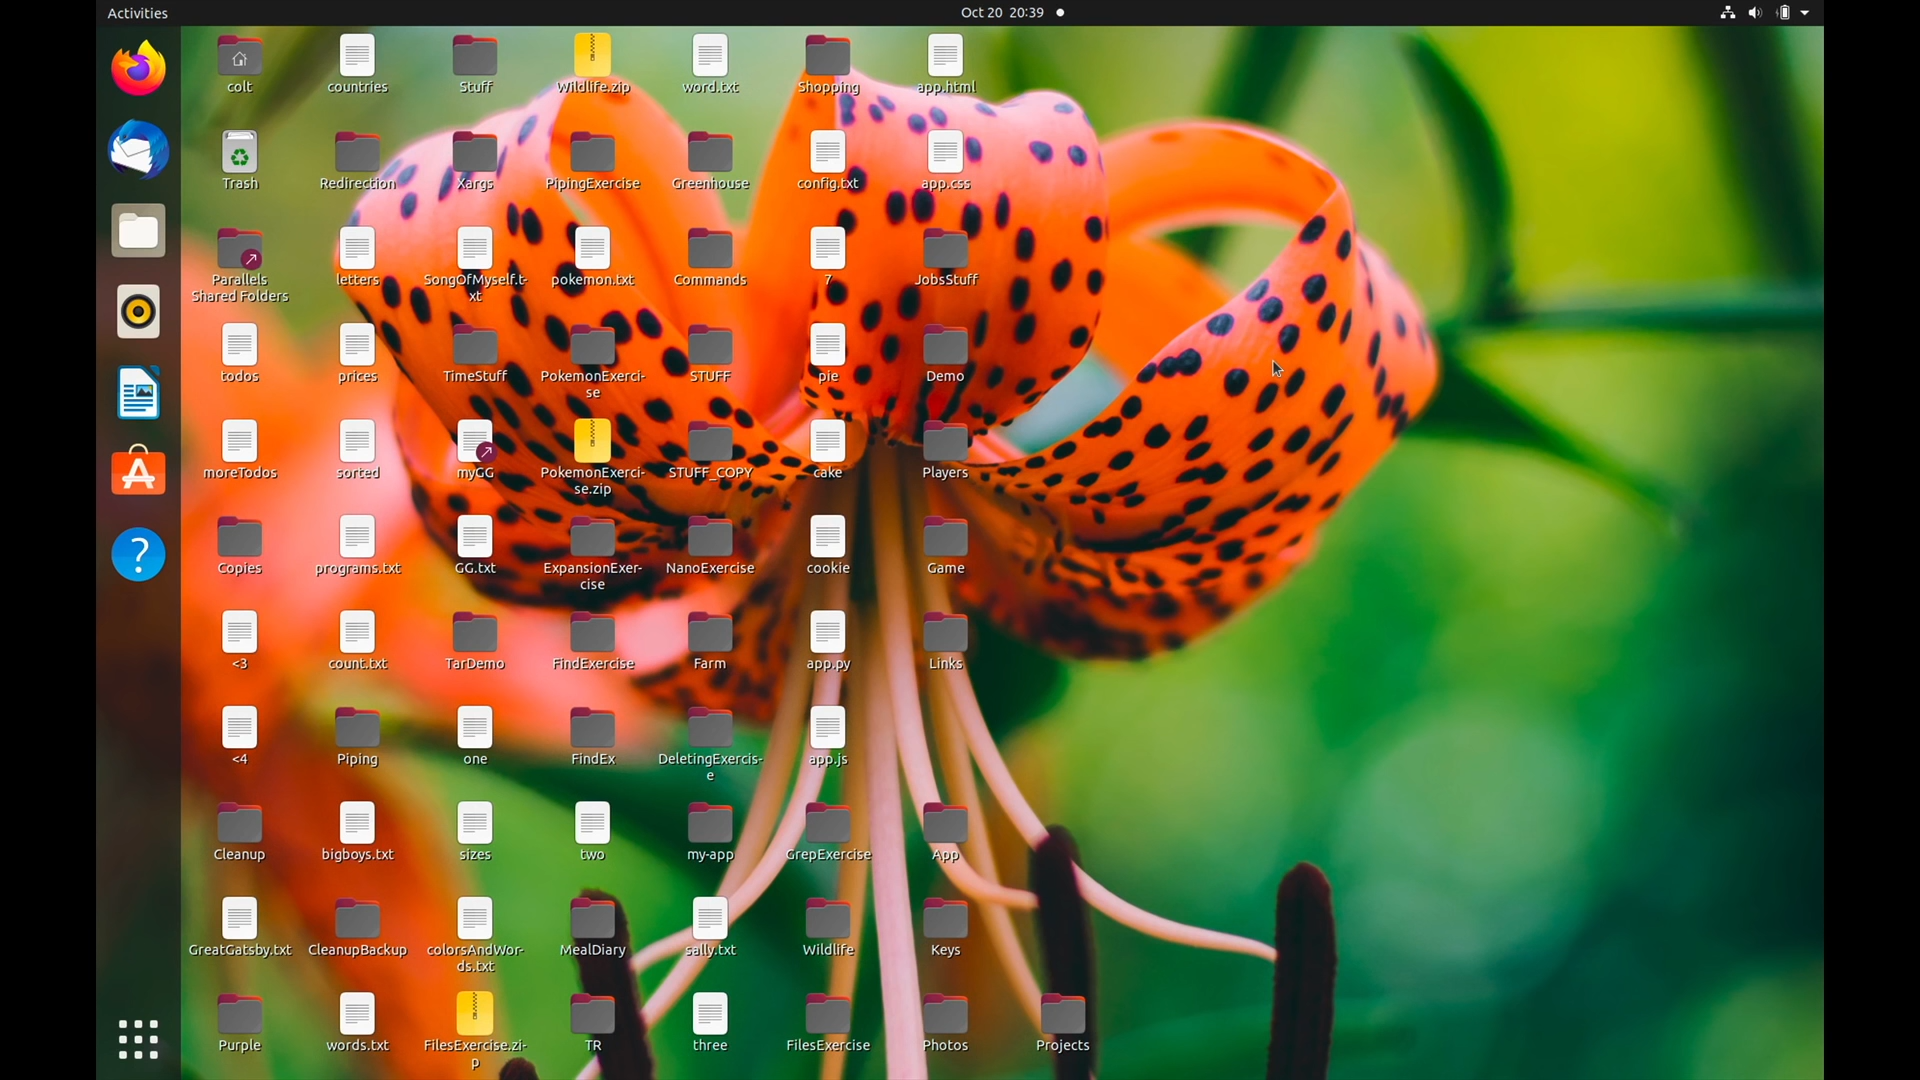 Activities
Oct 20 20:39
colt
countries
Stuff
Wildlife.zip
word.txt
Shopping
app.html
Trash
Redirection
Xargs
PipingExercise
Greenhouse
config.txt
app.css
Parallels
Shared Folders
letters
SongOfMyself.t-
xt
pokemon.txt
Commands
7
JobsStuff
todos
prices
TimeStuff
PokemonExerci-
se
STUFF
pie
Demo
moreTodos
sorted
myGG
PokemonExerci-
se.zip
STUFF_COPY
cake
Players
Copies
programs.txt
GG.txt
ExpansionExer-
cise
NanoExercise
cookie
Game
<3
count.txt
TarDemo
FindExercise
Farm
app.py
Links
<4
Piping
one
FindEx
DeletingExercis-
e
app.js
Cleanup
bigboys.txt
sizes
two
my-app
GrepExercise
App
GreatGatsby.txt
CleanupBackup
colorsAndWor-
ds.txt
MealDiary
sally.txt
Wildlife
Keys
Purple
words.txt
FilesExercise.zi-
p
TR
three
FilesExercise
Photos
Projects